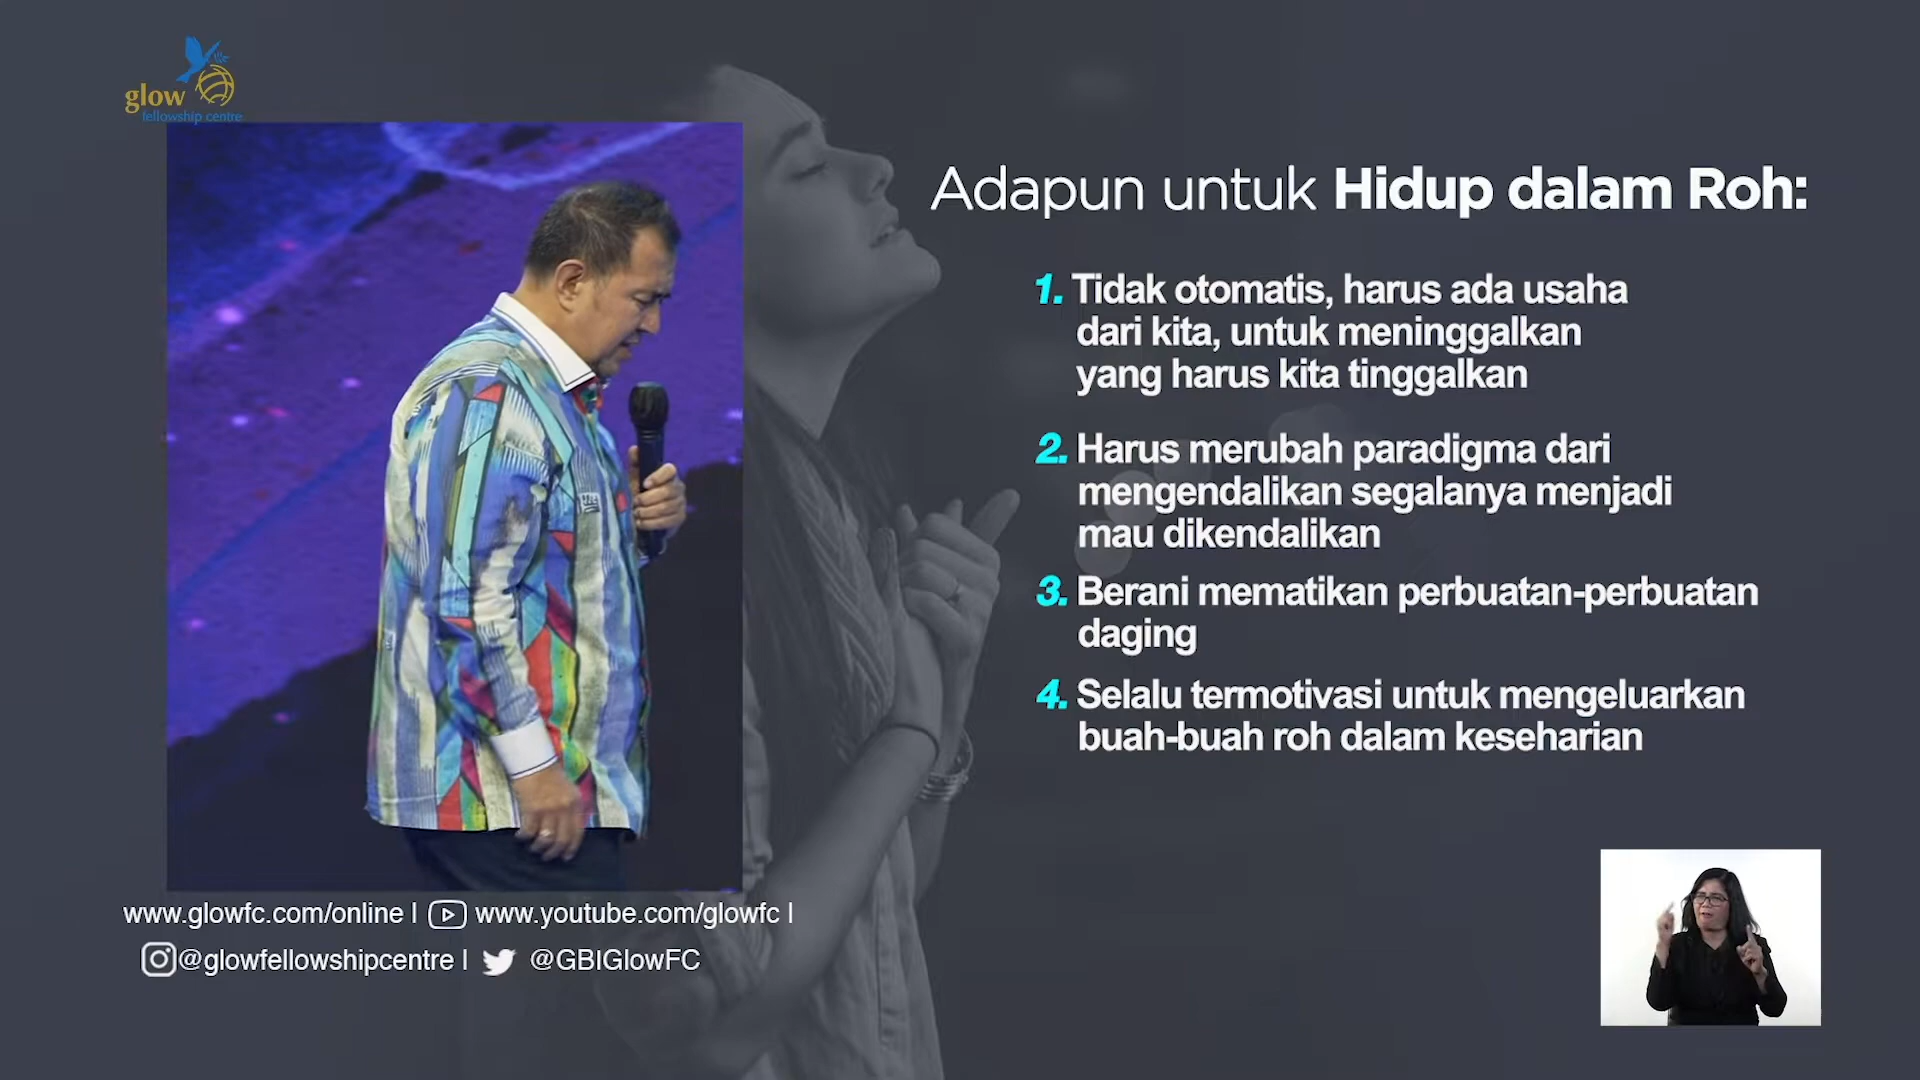 glow
fellowship centre
Adapun untuk Hidup dalam Roh:
1. Tidak otomatis, harus ada usaha
dari kita, untuk meninggalkan
yang harus kita tinggalkan
2. Harus merubah paradigma dari
mengendalikan segalanya menjadi
mau dikendalikan
3. Berani mematikan perbuatan-perbuatan
daging
4. Selalu termotivasi untuk mengeluarkan
buah-buah roh dalam keseharian
www.glowfc.com/online | www.youtube.com/glowfc |
@glowfellowshipcentre | @GBIGlowFC